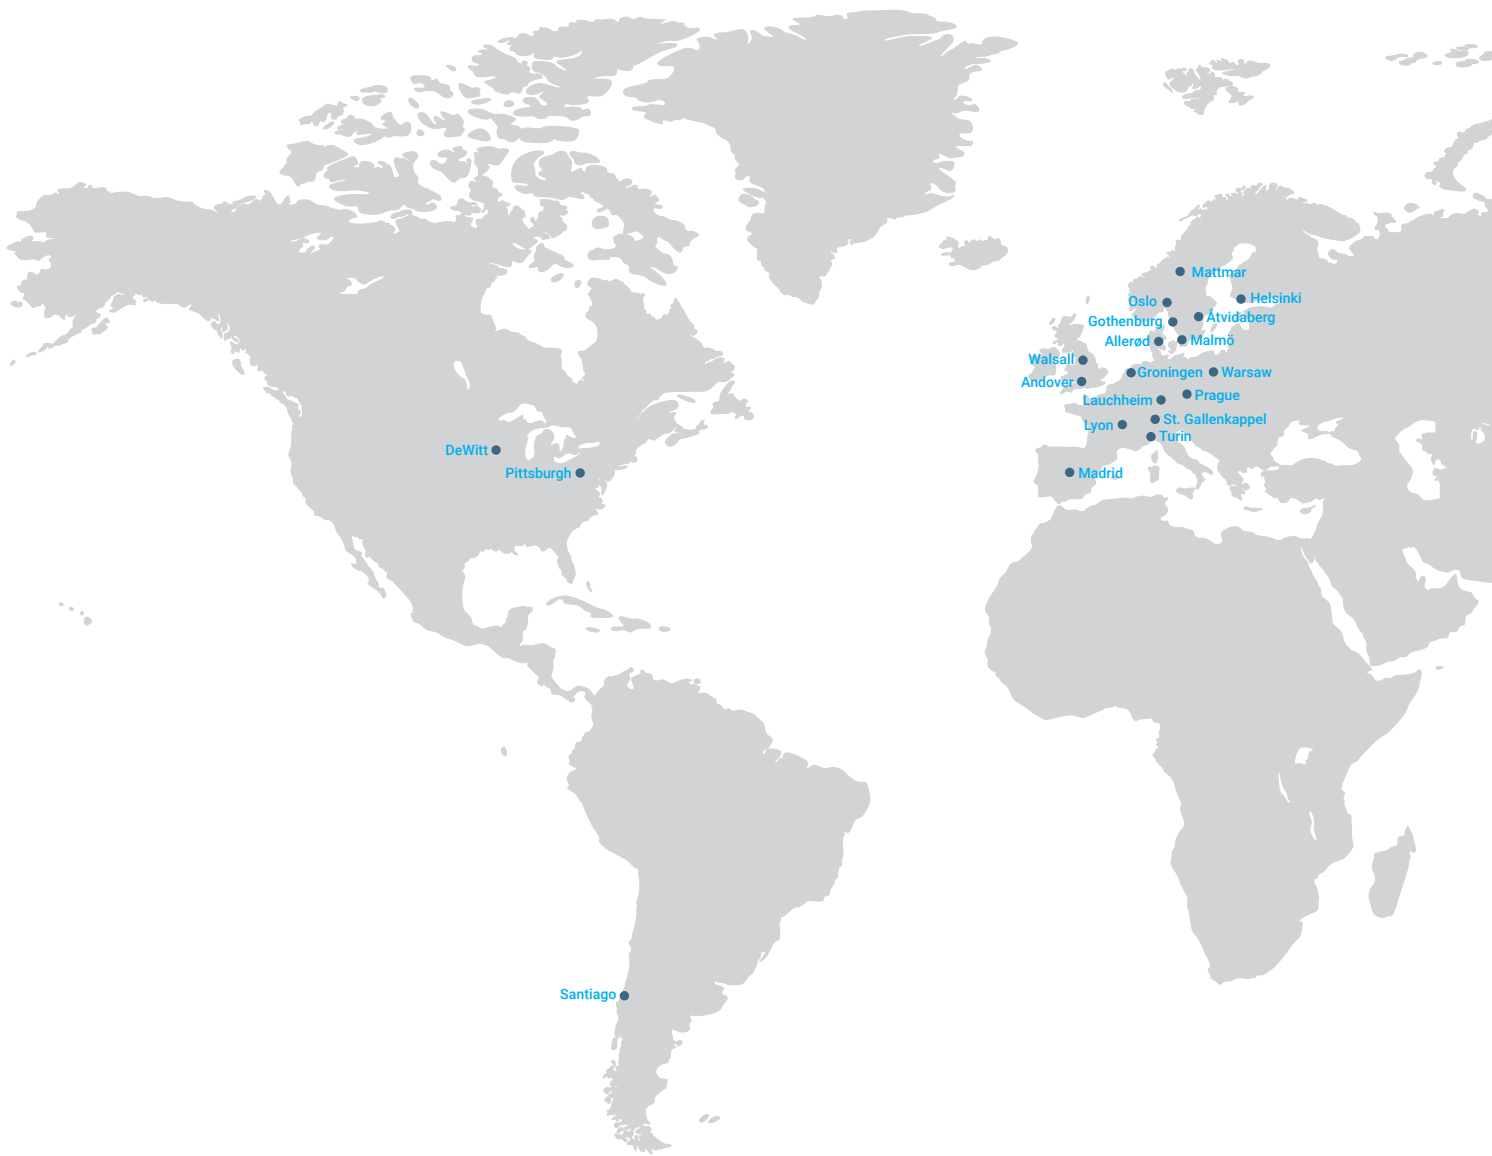 Mattmar
Oslo
Helsinki
Gothenburg
Åtvidaberg
Allerød
Malmö
Walsall
Groningen
Warsaw
Andover
Prague
Lauchheim
St. Gallenkappel
Lyon
Turin
DeWitt
Pittsburgh
Madrid
Santiago